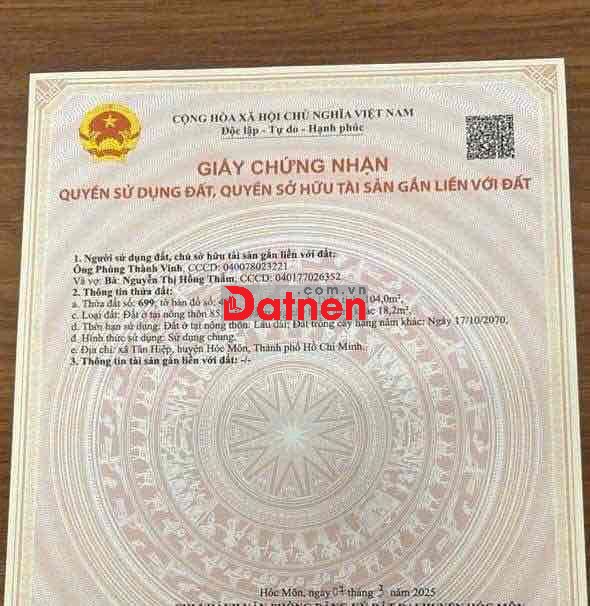 CỘNG HÒA XÃ HỘI CHỦ NGHĨA VIỆT NAM
Độc lập - Tự do - Hạnh phúc
GIẤY CHỨNG NHẬN
QUYỀN SỬ DỤNG ĐẤT, QUYỀN SỞ HỮU TÀI SẢN GẮN LIỀN VỚI ĐẤT
1. Người sử dụng đất, chủ sở hữu tài sản gắn liền với đất:
Ông Phùng Thành Vinh, CCCD: 040078023221
Và vợ: Bà: Nguyễn Thị Hồng Thắm, CCCD: 040177026352
2. Thông tin thửa đất:
a. Thửa đất số: 699, tờ bản đồ số: 104,0m²,
c. Loại đất: Đất ở tại nông thôn 85, 18,2m².
d. Thời hạn sử dụng: Đất ở tại nông thôn: Lâu dài; Đất trồng cây hàng năm khác: Ngày 17/10/2070.
đ. Hình thức sử dụng: Sử dụng chung.
e. Địa chỉ: xã Tân Hiệp, huyện Hóc Môn, Thành phố Hồ Chí Minh.
3. Thông tin tài sản gắn liền với đất: -/-
Datnen
.com.vn
Hóc Môn, ngày 07 tháng 3 năm 2025